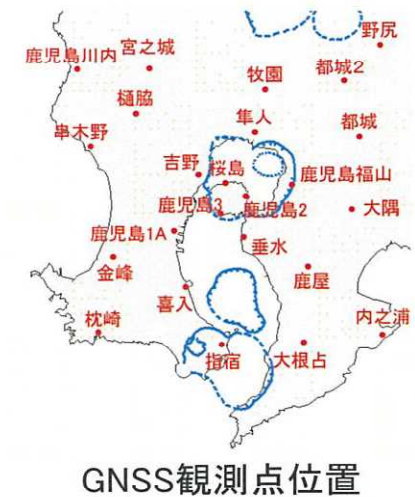 野尻
宮之城
鹿児島川内
都城2
牧園
樋脇
隼人
都城
串木野
吉野
桜島
鹿児島福山
鹿児島3
鹿児島2
大隅
鹿児島1A
垂水
金峰
鹿屋
喜入
内之浦
枕崎
指宿
大根占
GNSS観測点位置